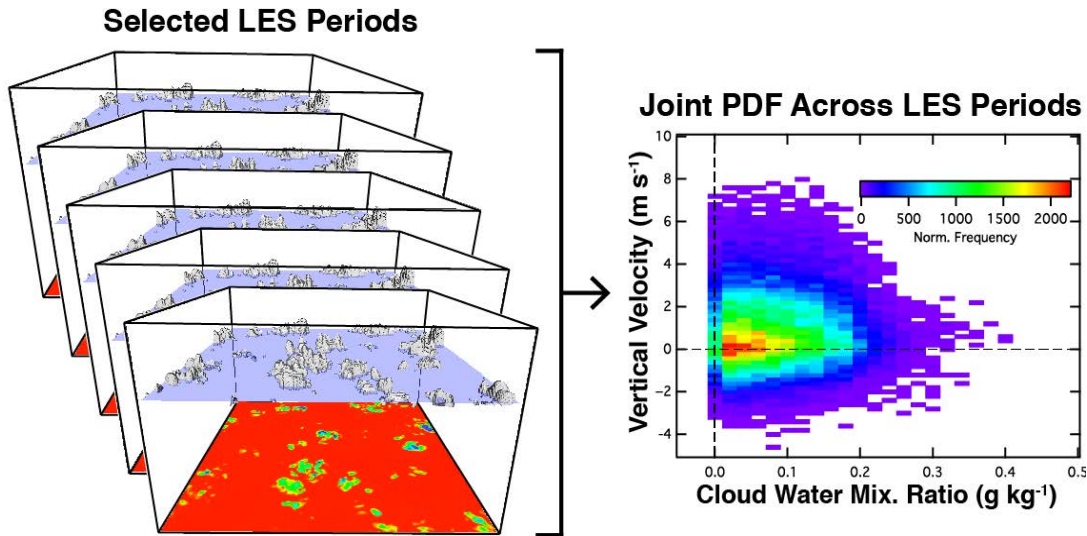 Selected LES Periods
Joint PDF Across LES Periods
Vertical Velocity (m s⁻¹)
10
8
6
4
2
0
−2
−4
0 500 1000 1500 2000
Norm. Frequency
0.0 0.1 0.2 0.3 0.4 0.5
Cloud Water Mix. Ratio (g kg⁻¹)